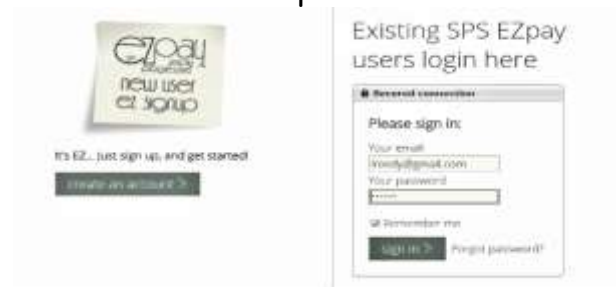 EZpay
new user
ez signup
It's EZ... just sign up, and get started!
create an account >
Existing SPS EZpay
users login here
Secured connection
Please sign in:
Your email
Your password
Remember me
sign in >
Forgot password?